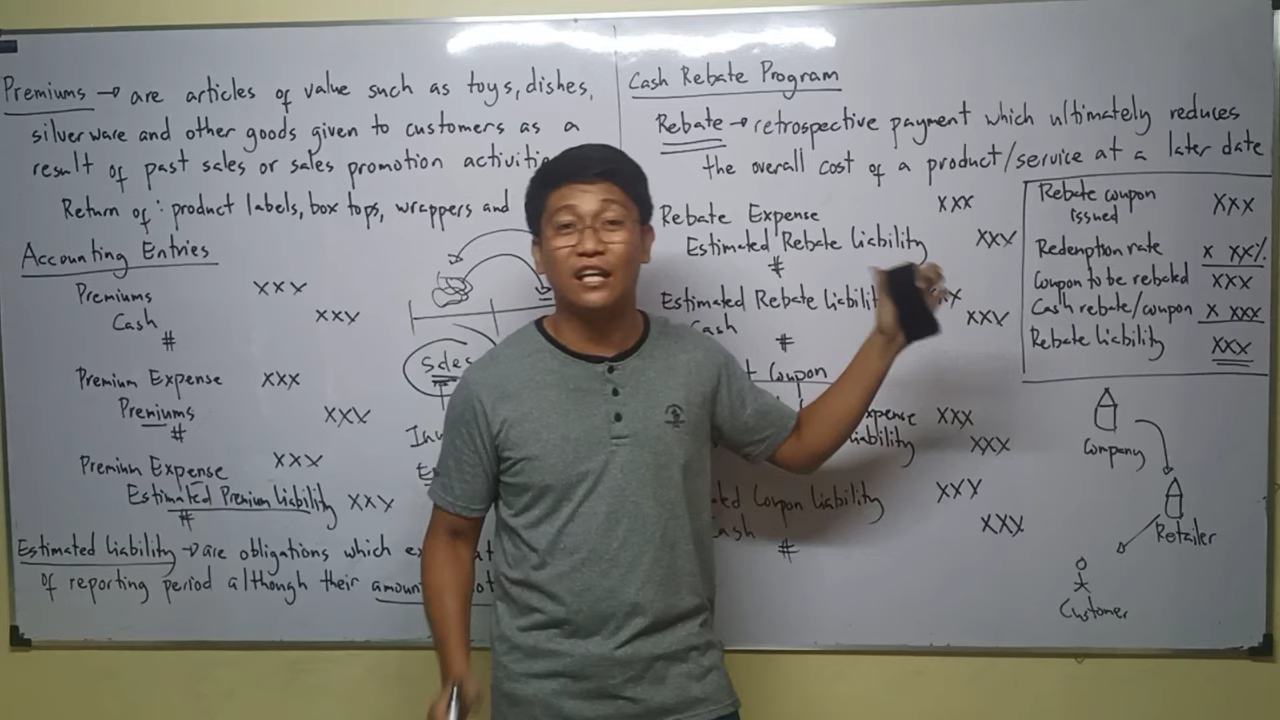 Premiums → are articles of value such as toys, dishes,
silverware and other goods given to customers as a
result of past sales or sales promotion
Return of: product labels, box tops, wrappers and
Accounting Entries
Premiums XXX
Cash XXX
#
Premium Expense XXX
Premiums XXX
#
Premium Expense XXX
Estimated Premium Liability XXX
#
Estimated Liability → are obligations which
of reporting period although their
Sales
Cash Rebate Program
Rebate → retrospective payment which ultimately reduces
the overall cost of a product/service at a later date
Rebate Expense XXX
Estimated Rebate Liability XXX
#
Estimated Rebate
Cash XXX
#
Coupon
Expense XXX
Liability XXX
Coupon Liability XXX
Cash XXX
#
Rebate coupon
issued XXX
Redemption rate x XX%
Coupon to be rebated XXX
Cash rebate/coupon x XXX
Rebate liability XXX
Company
Retailer
Customer